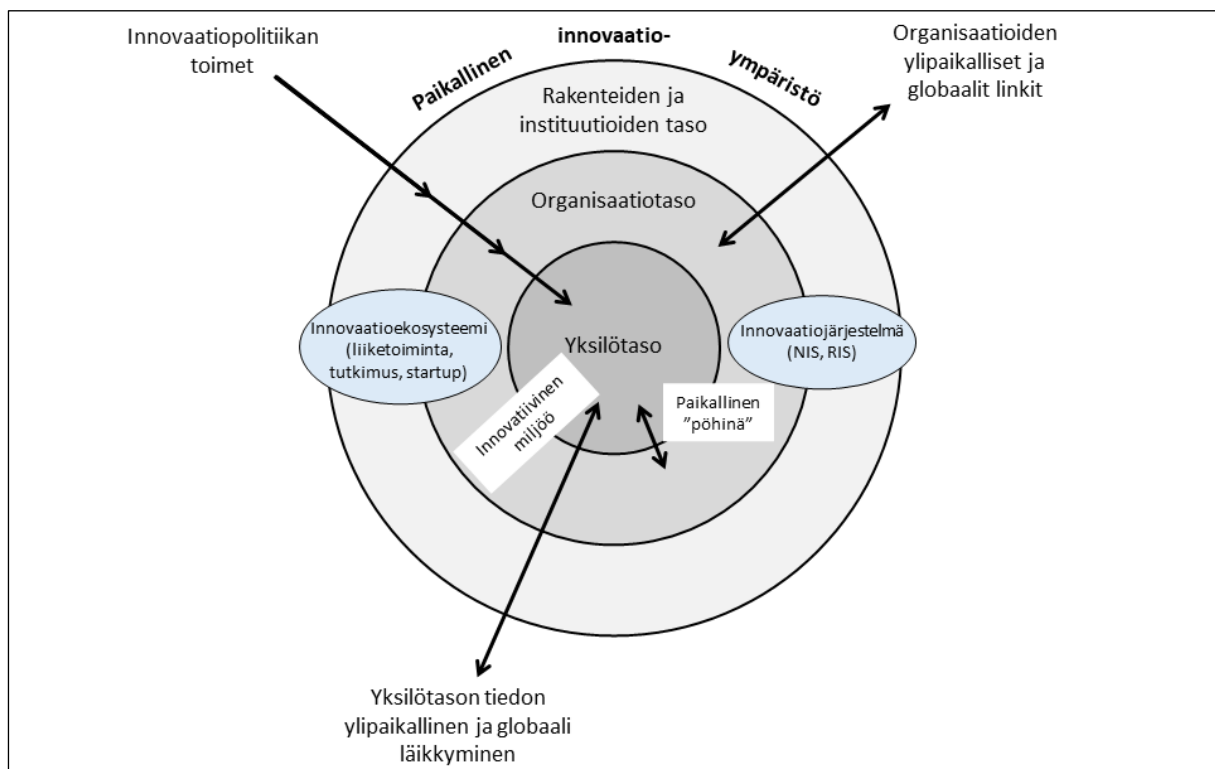 Innovaatiopolitiikan
toimet
Paikallinen innovaatio- ympäristö
Organisaatioiden
ylipaikalliset ja
globaalit linkit
Rakenteiden ja
instituutioiden taso
Organisaatiotaso
Yksilötaso
Innovaatioekosysteemi
(liiketoiminta,
tutkimus, startup)
Innovaatiojärjestelmä
(NIS, RIS)
Innovatiivinen
miljöö
Paikallinen
”pöhinä”
Yksilötason tiedon
ylipaikallinen ja globaali
läikkyminen